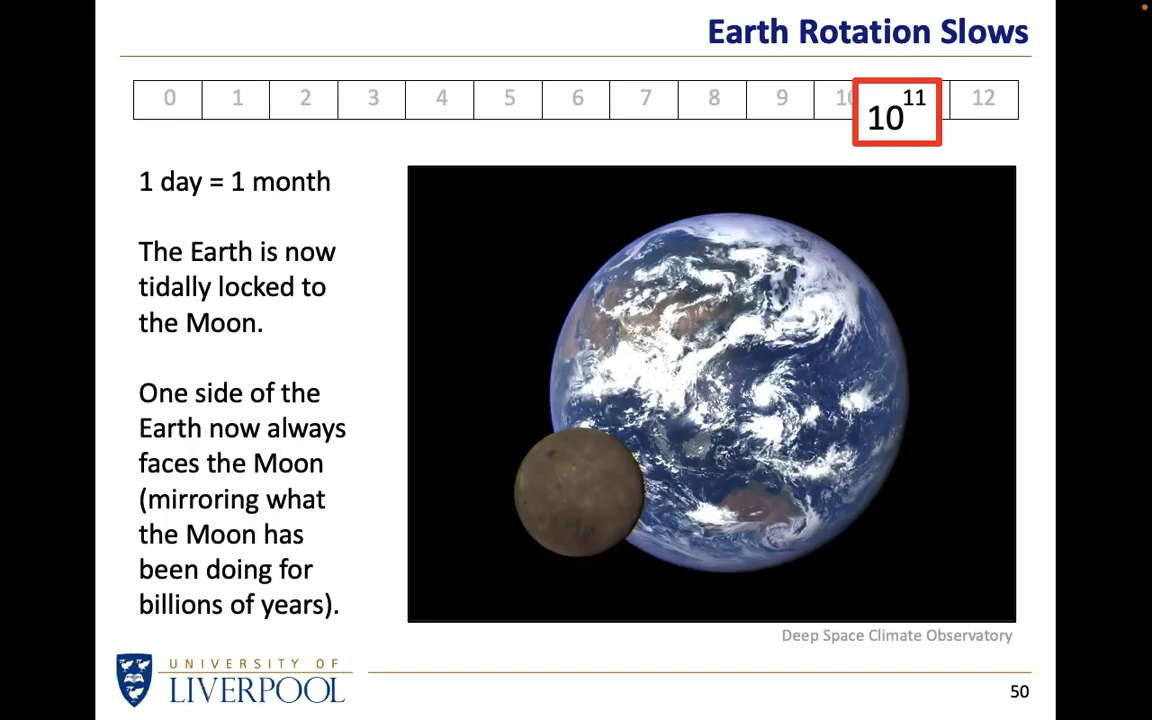 Earth Rotation Slows
0 1 2 3 4 5 6 7 8 9 10 10^11 12
1 day = 1 month
The Earth is now
tidally locked to
the Moon.
One side of the
Earth now always
faces the Moon
(mirroring what
the Moon has
been doing for
billions of years).
Deep Space Climate Observatory
UNIVERSITY OF
LIVERPOOL
50